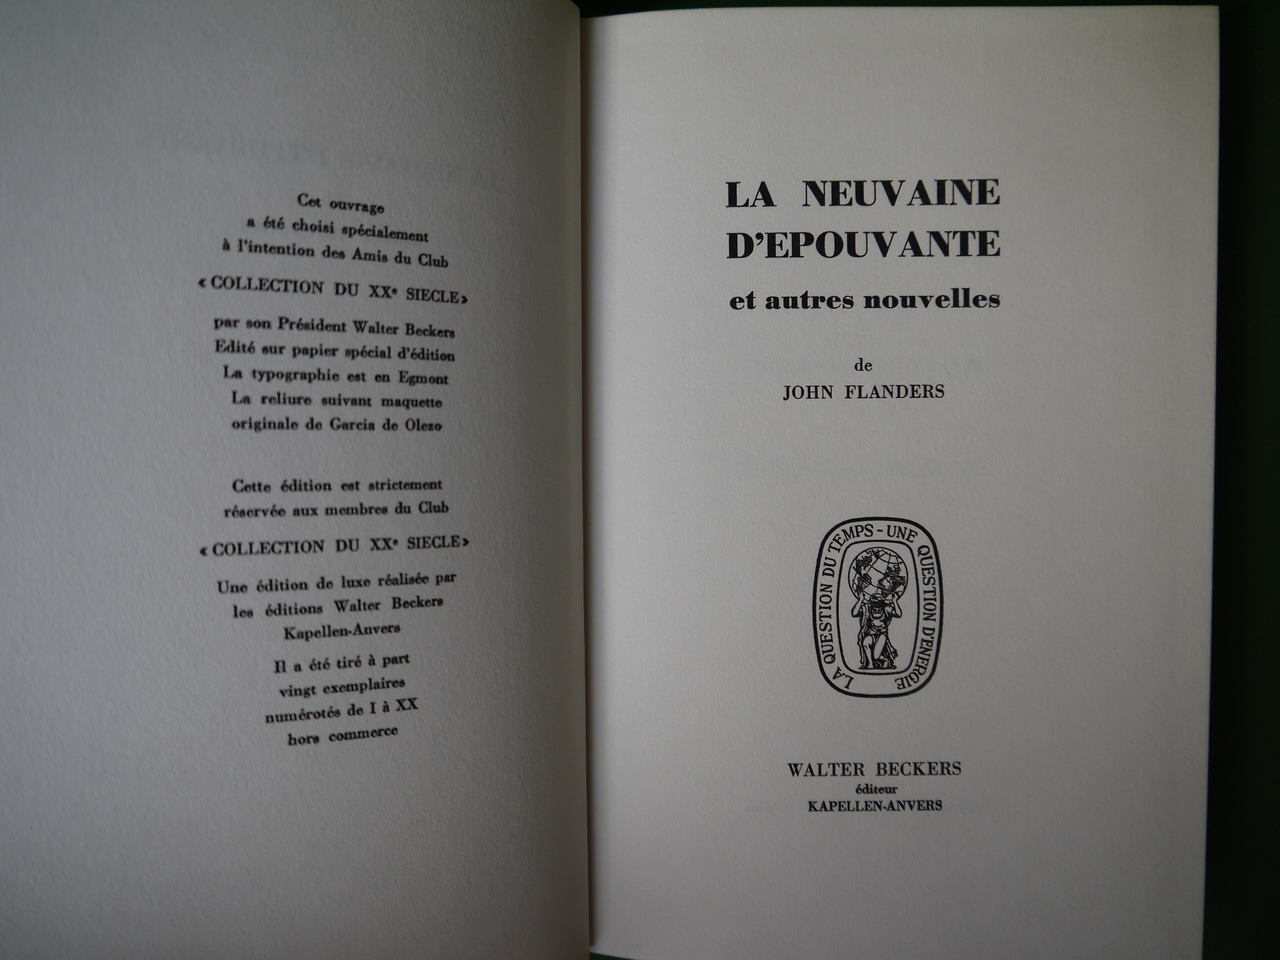 Cet ouvrage
a été choisi spécialement
à l'intention des Amis du Club
« COLLECTION DU XXe SIECLE»
par son Président Walter Beckers
Edité sur papier spécial d'édition
La typographie est en Egmont
La reliure suivant maquette
originale de Garcia de Olezo
Cette édition est strictement
réservée aux membres du Club
« COLLECTION DU XXe SIECLE»
Une édition de luxe réalisée par
les éditions Walter Beckers
Kapellen-Anvers
Il a été tiré à part
vingt exemplaires
numérotés de I à XX
hors commerce
LA NEUVAINE
D'EPOUVANTE
et autres nouvelles
de
JOHN FLANDERS
LA QUESTION DU TEMPS - UNE QUESTION D'ENERGIE
WALTER BECKERS
éditeur
KAPELLEN-ANVERS